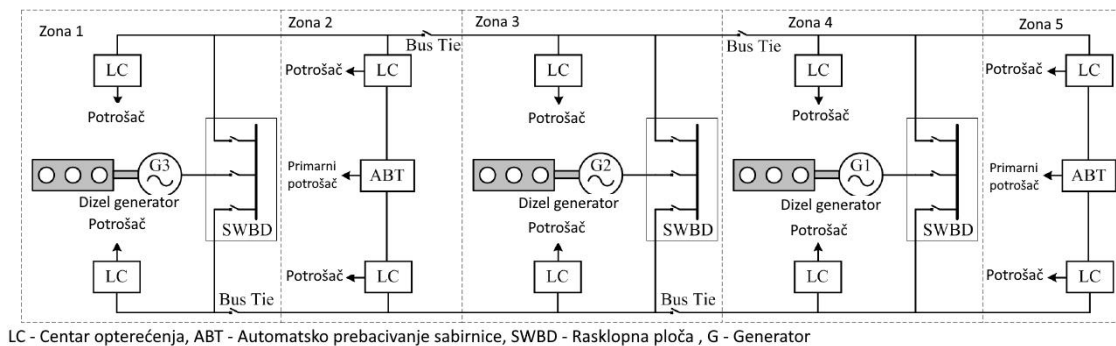 Zona 1
Zona 2
Zona 3
Zona 4
Zona 5
Bus Tie
Bus Tie
LC
Potrošač
LC
Potrošač
LC
Potrošač
LC
Potrošač
LC
Potrošač
G3
Dizel generator
SWBD
Primarni
potrošač
ABT
G2
Dizel generator
SWBD
G1
Dizel generator
SWBD
Primarni
potrošač
ABT
Potrošač
LC
Potrošač
LC
Potrošač
LC
Potrošač
LC
Potrošač
LC
Bus Tie
Bus Tie
LC - Centar opterećenja, ABT - Automatsko prebacivanje sabirnice, SWBD - Rasklopna ploča , G - Generator